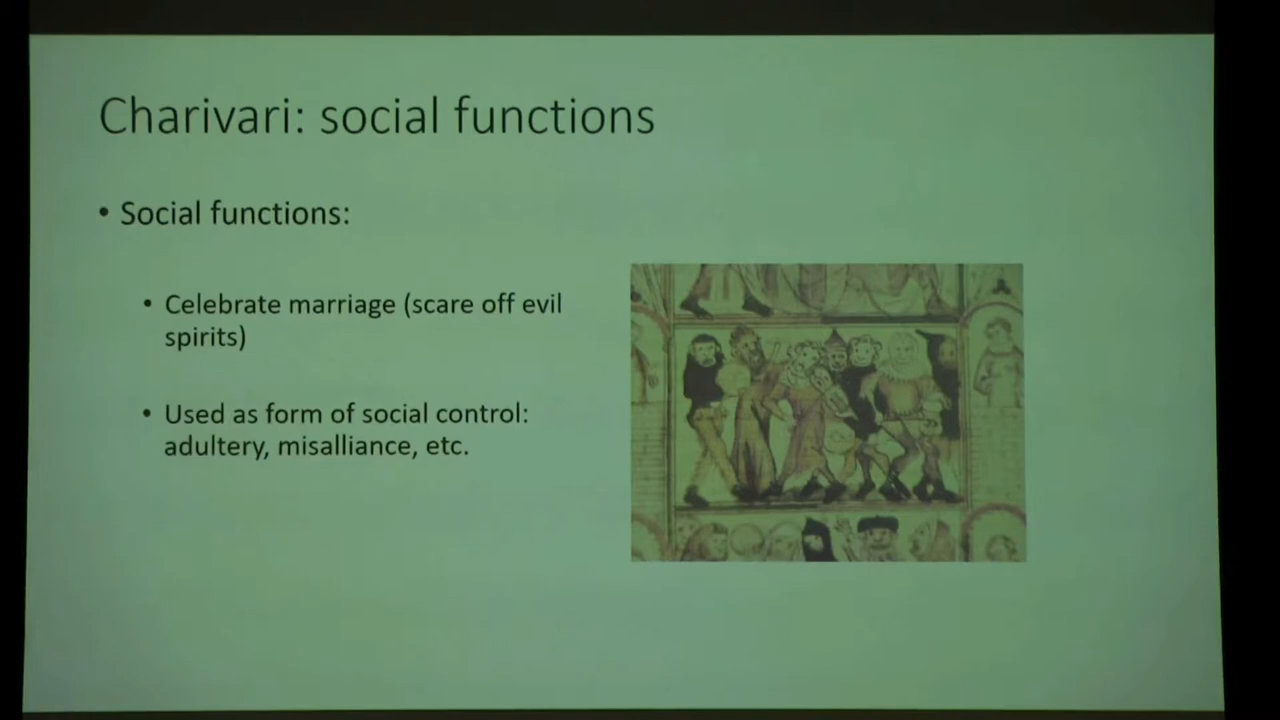 Charivari: social functions
• Social functions:
• Celebrate marriage (scare off evil
spirits)
• Used as form of social control:
adultery, misalliance, etc.